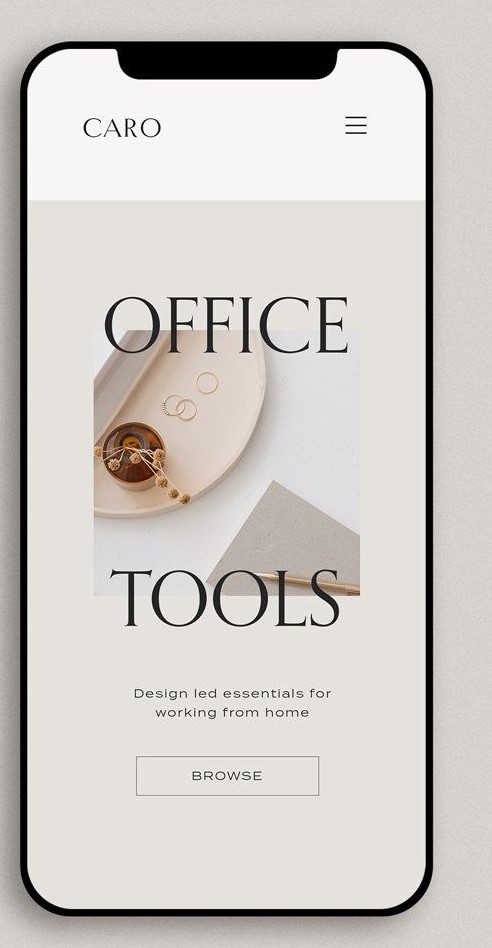 CARO
OFFICE
TOOLS
Design led essentials for
working from home
BROWSE